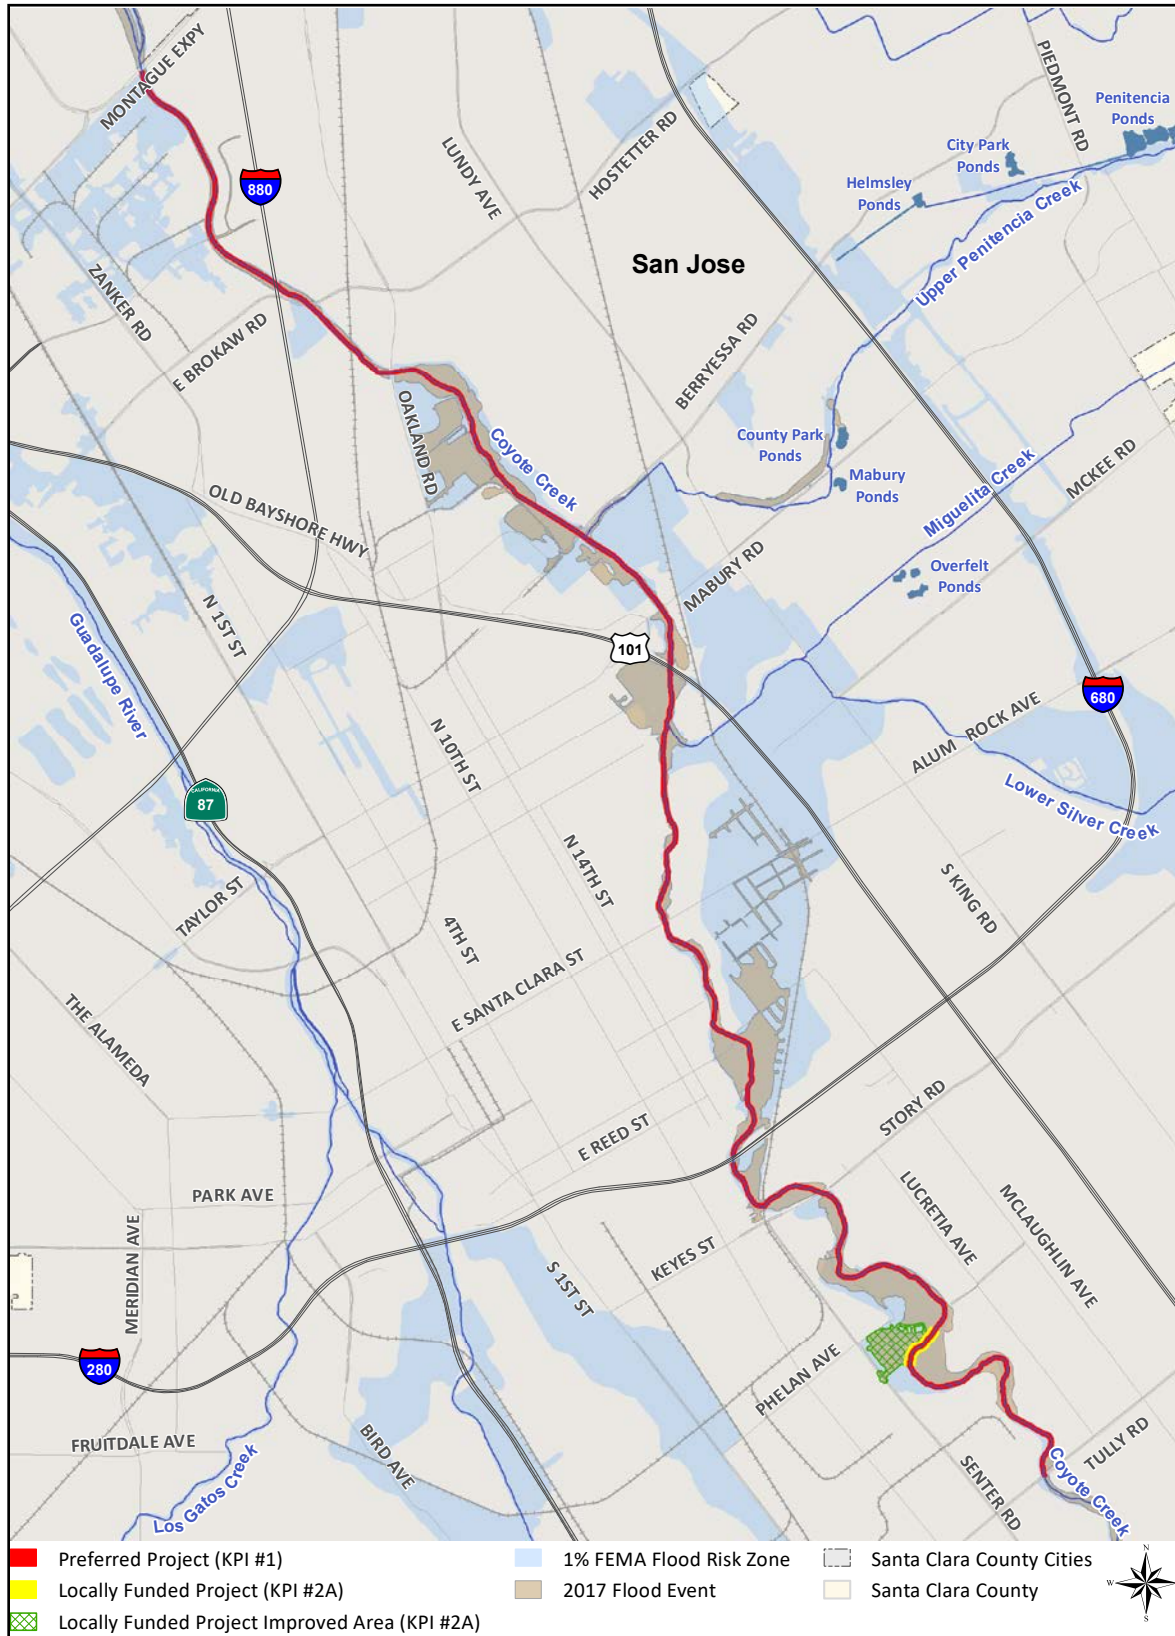 MONTAGUE EXPY
PIEDMONT RD
Penitencia
Ponds
City Park
Ponds
LUNDY AVE
HOSTETTER RD
880
Helmsley
Ponds
Upper Penitencia Creek
San Jose
ZANKER RD
E BROKAW RD
BERRYESSA RD
OAKLAND RD
Coyote Creek
County Park
Ponds
Mabury
Ponds
MCKEE RD
Miguelita Creek
OLD BAYSHORE HWY
MABURY RD
Overfelt
Ponds
N 1ST ST
Guadalupe River
101
680
N 10TH ST
ALUM ROCK AVE
CALIFORNIA
87
Lower Silver Creek
N 14TH ST
TAYLOR ST
S KING RD
4TH ST
E SANTA CLARA ST
THE ALAMEDA
STORY RD
E REED ST
PARK AVE
LUCRETIA AVE
MCLAUGHLIN AVE
MERIDIAN AVE
KEYES ST
S 1ST ST
280
PHELAN AVE
FRUITDALE AVE
BIRD AVE
TULLY RD
Los Gatos Creek
SENTER RD
Coyote Creek
Preferred Project (KPI #1)
Locally Funded Project (KPI #2A)
Locally Funded Project Improved Area (KPI #2A)
1% FEMA Flood Risk Zone
2017 Flood Event
Santa Clara County Cities
Santa Clara County
N
W
E
S